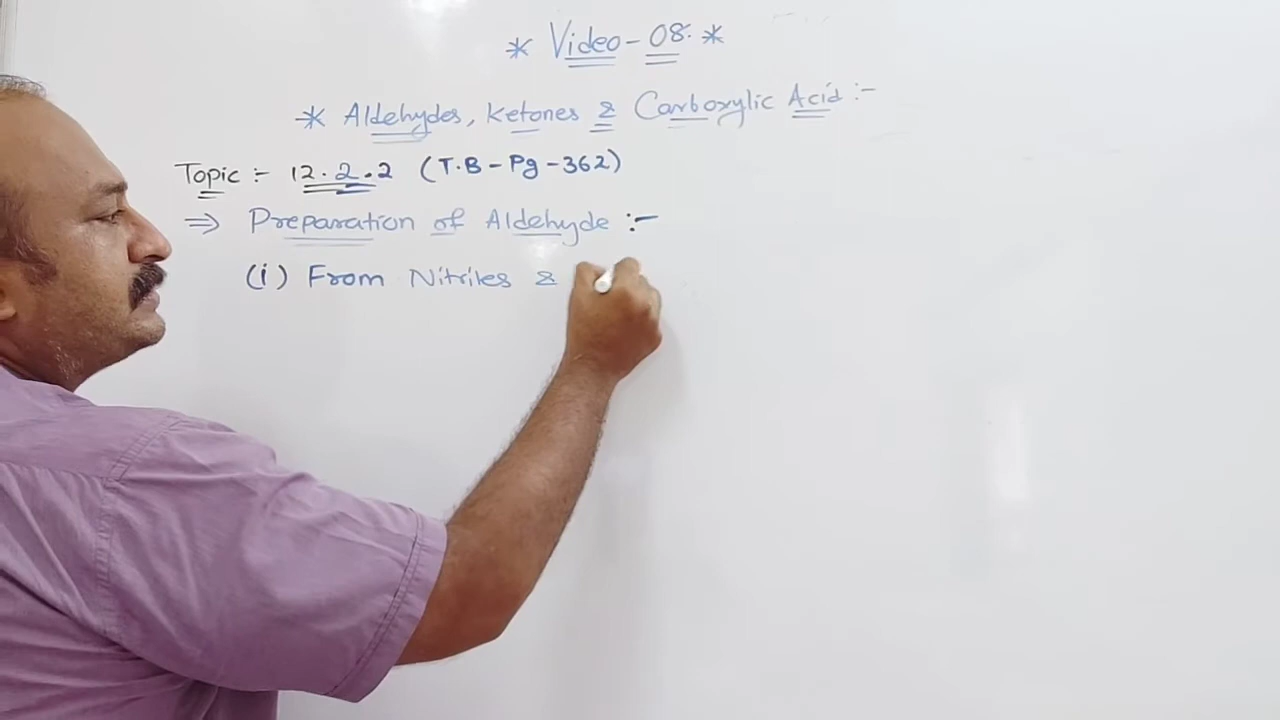 * Video-08. *
* Aldehydes, Ketones & Carboxylic Acid :-
Topic :- 12.2.2 (T.B-Pg-362)
⇒ Preparation of Aldehyde :-
(i) From Nitriles &